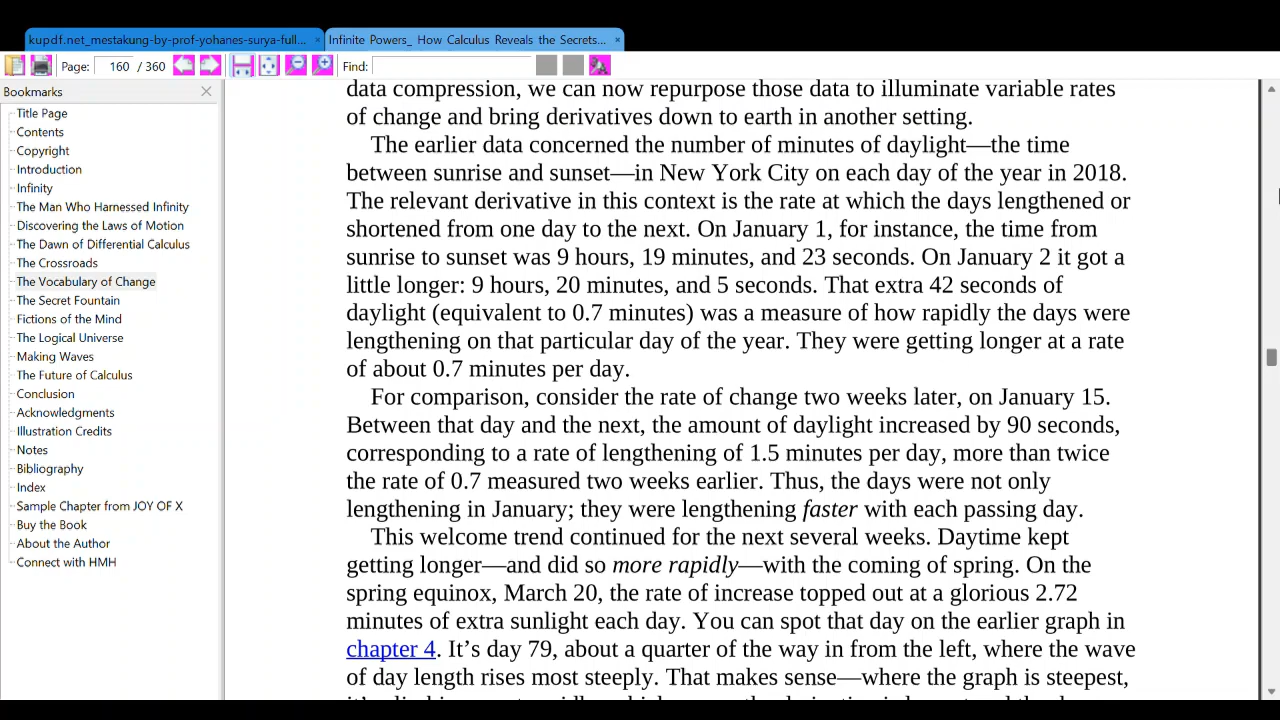 kupdf.net_mestakung-by-prof-yohanes-surya-full...
Infinite Powers_ How Calculus Reveals the Secrets...
Page: 160 / 360
Find:
Bookmarks
Title Page
Contents
Copyright
Introduction
Infinity
The Man Who Harnessed Infinity
Discovering the Laws of Motion
The Dawn of Differential Calculus
The Crossroads
The Vocabulary of Change
The Secret Fountain
Fictions of the Mind
The Logical Universe
Making Waves
The Future of Calculus
Conclusion
Acknowledgments
Illustration Credits
Notes
Bibliography
Index
Sample Chapter from JOY OF X
Buy the Book
About the Author
Connect with HMH
data compression, we can now repurpose those data to illuminate variable rates
of change and bring derivatives down to earth in another setting.
The earlier data concerned the number of minutes of daylight—the time
between sunrise and sunset—in New York City on each day of the year in 2018.
The relevant derivative in this context is the rate at which the days lengthened or
shortened from one day to the next. On January 1, for instance, the time from
sunrise to sunset was 9 hours, 19 minutes, and 23 seconds. On January 2 it got a
little longer: 9 hours, 20 minutes, and 5 seconds. That extra 42 seconds of
daylight (equivalent to 0.7 minutes) was a measure of how rapidly the days were
lengthening on that particular day of the year. They were getting longer at a rate
of about 0.7 minutes per day.
For comparison, consider the rate of change two weeks later, on January 15.
Between that day and the next, the amount of daylight increased by 90 seconds,
corresponding to a rate of lengthening of 1.5 minutes per day, more than twice
the rate of 0.7 measured two weeks earlier. Thus, the days were not only
lengthening in January; they were lengthening faster with each passing day.
This welcome trend continued for the next several weeks. Daytime kept
getting longer—and did so more rapidly—with the coming of spring. On the
spring equinox, March 20, the rate of increase topped out at a glorious 2.72
minutes of extra sunlight each day. You can spot that day on the earlier graph in
chapter 4. It’s day 79, about a quarter of the way in from the left, where the wave
of day length rises most steeply. That makes sense—where the graph is steepest,